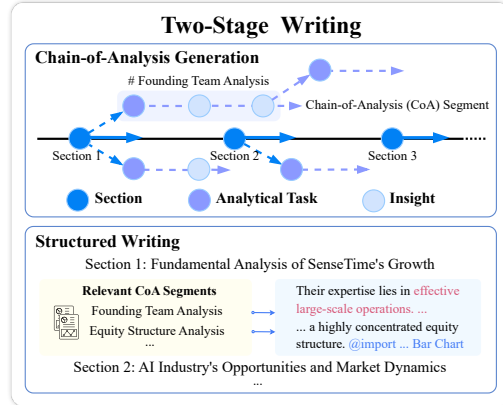 Two-Stage Writing
Chain-of-Analysis Generation
# Founding Team Analysis
Chain-of-Analysis (CoA) Segment
Section 1
Section 2
Section 3
Section
Analytical Task
Insight
Structured Writing
Section 1: Fundamental Analysis of SenseTime's Growth
Relevant CoA Segments
Founding Team Analysis
Equity Structure Analysis
...
Their expertise lies in effective
large-scale operations. ...
... a highly concentrated equity
structure. @import ... Bar Chart
Section 2: AI Industry's Opportunities and Market Dynamics
...